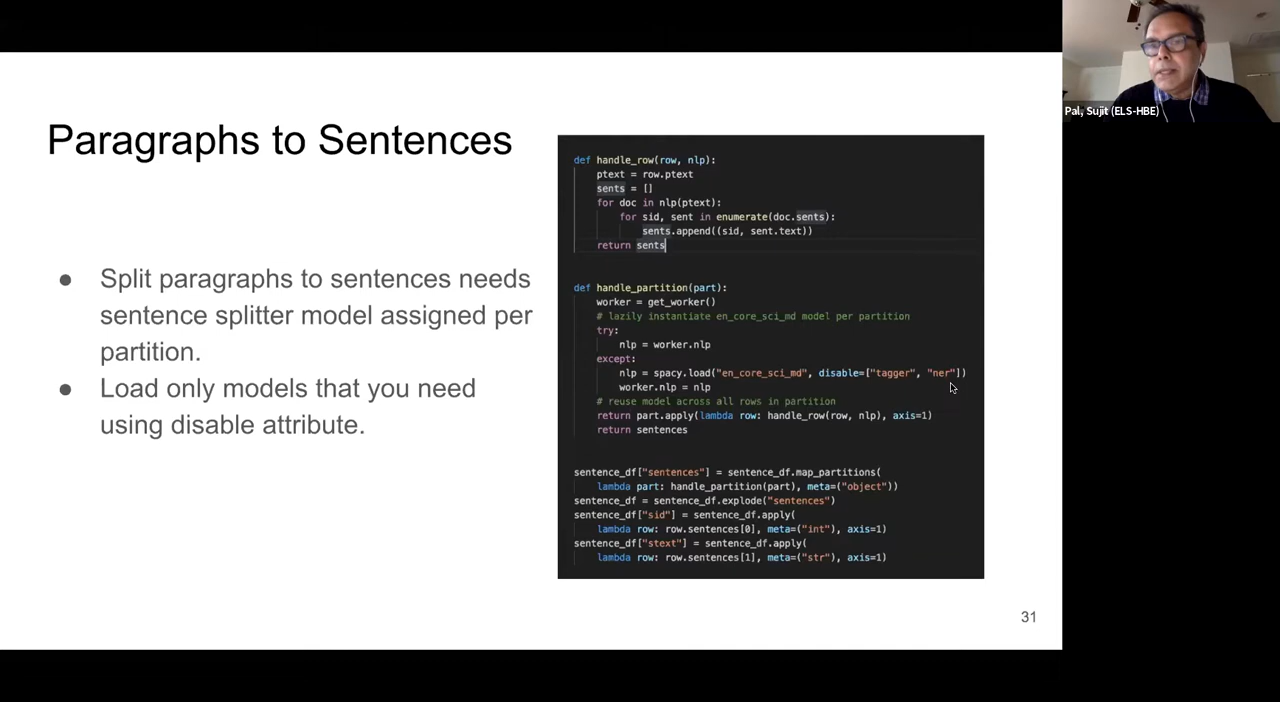 Pal, Sujit (ELS-HBE)
Paragraphs to Sentences
● Split paragraphs to sentences needs
sentence splitter model assigned per
partition.
● Load only models that you need
using disable attribute.
def handle_row(row, nlp):
    ptext = row.ptext
    sents = []
    for doc in nlp(ptext):
        for sid, sent in enumerate(doc.sents):
            sents.append((sid, sent.text))
    return sents
def handle_partition(part):
    worker = get_worker()
    # lazily instantiate en_core_sci_md model per partition
    try:
        nlp = worker.nlp
    except:
        nlp = spacy.load("en_core_sci_md", disable=["tagger", "ner"])
        worker.nlp = nlp
    # reuse model across all rows in partition
    return part.apply(lambda row: handle_row(row, nlp), axis=1)
    return sentences
sentence_df["sentences"] = sentence_df.map_partitions(
    lambda part: handle_partition(part), meta=("object"))
sentence_df = sentence_df.explode("sentences")
sentence_df["sid"] = sentence_df.apply(
    lambda row: row.sentences[0], meta=("int"), axis=1)
sentence_df["stext"] = sentence_df.apply(
    lambda row: row.sentences[1], meta=("str"), axis=1)
31